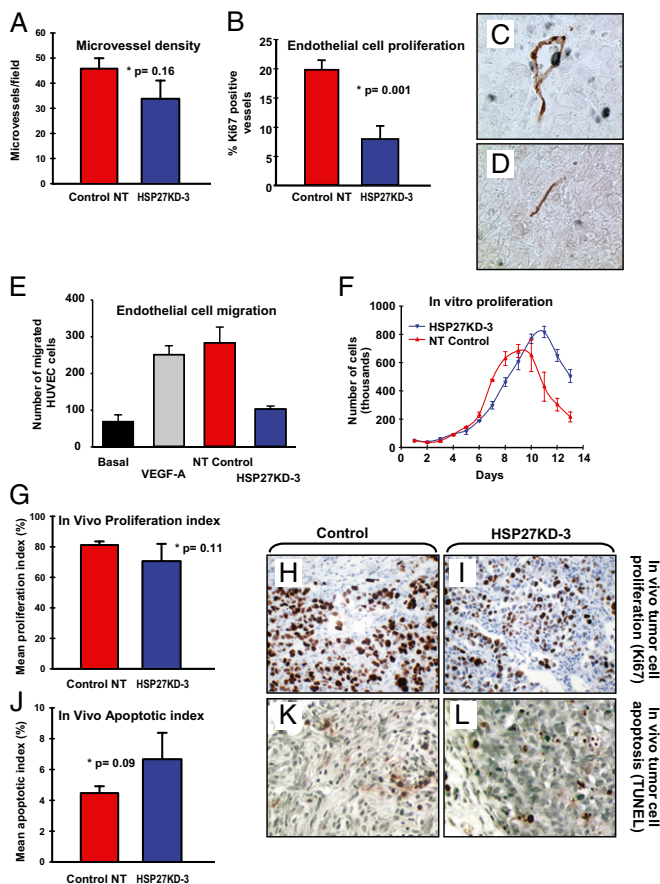 A
Microvessel density
* p= 0.16
Microvessels/field
60
50
40
30
20
10
0
Control NT
HSP27KD-3
B
Endothelial cell proliferation
* p= 0.001
% Ki67 positive
vessels
25
20
15
10
5
0
Control NT
HSP27KD-3
C
D
E
Endothelial cell migration
Number of migrated
HUVEC cells
400
300
200
100
0
Basal
VEGF-A
NT Control
HSP27KD-3
F
In vitro proliferation
HSP27KD-3
NT Control
Number of cells
(thousands)
1000
800
600
400
200
0
0 2 4 6 8 10 12 14
Days
G
In Vivo Proliferation index
* p= 0.11
Mean proliferation index (%)
100
80
60
40
20
0
Control NT
HSP27KD-3
Control
HSP27KD-3
H
I
In vivo tumor cell
proliferation (Ki67)
J
In Vivo Apoptotic index
* p= 0.09
Mean apoptotic index (%)
10
8
6
4
2
0
Control NT
HSP27KD-3
K
L
In vivo tumor cell
apoptosis (TUNEL)